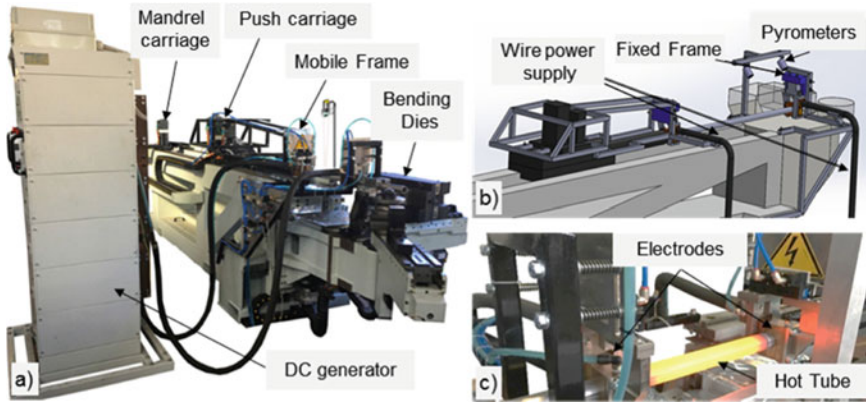 Mandrel
carriage
Push carriage
Mobile Frame
Bending
Dies
DC generator
a)
Wire power
supply
Fixed Frame
Pyrometers
b)
Electrodes
Hot Tube
c)